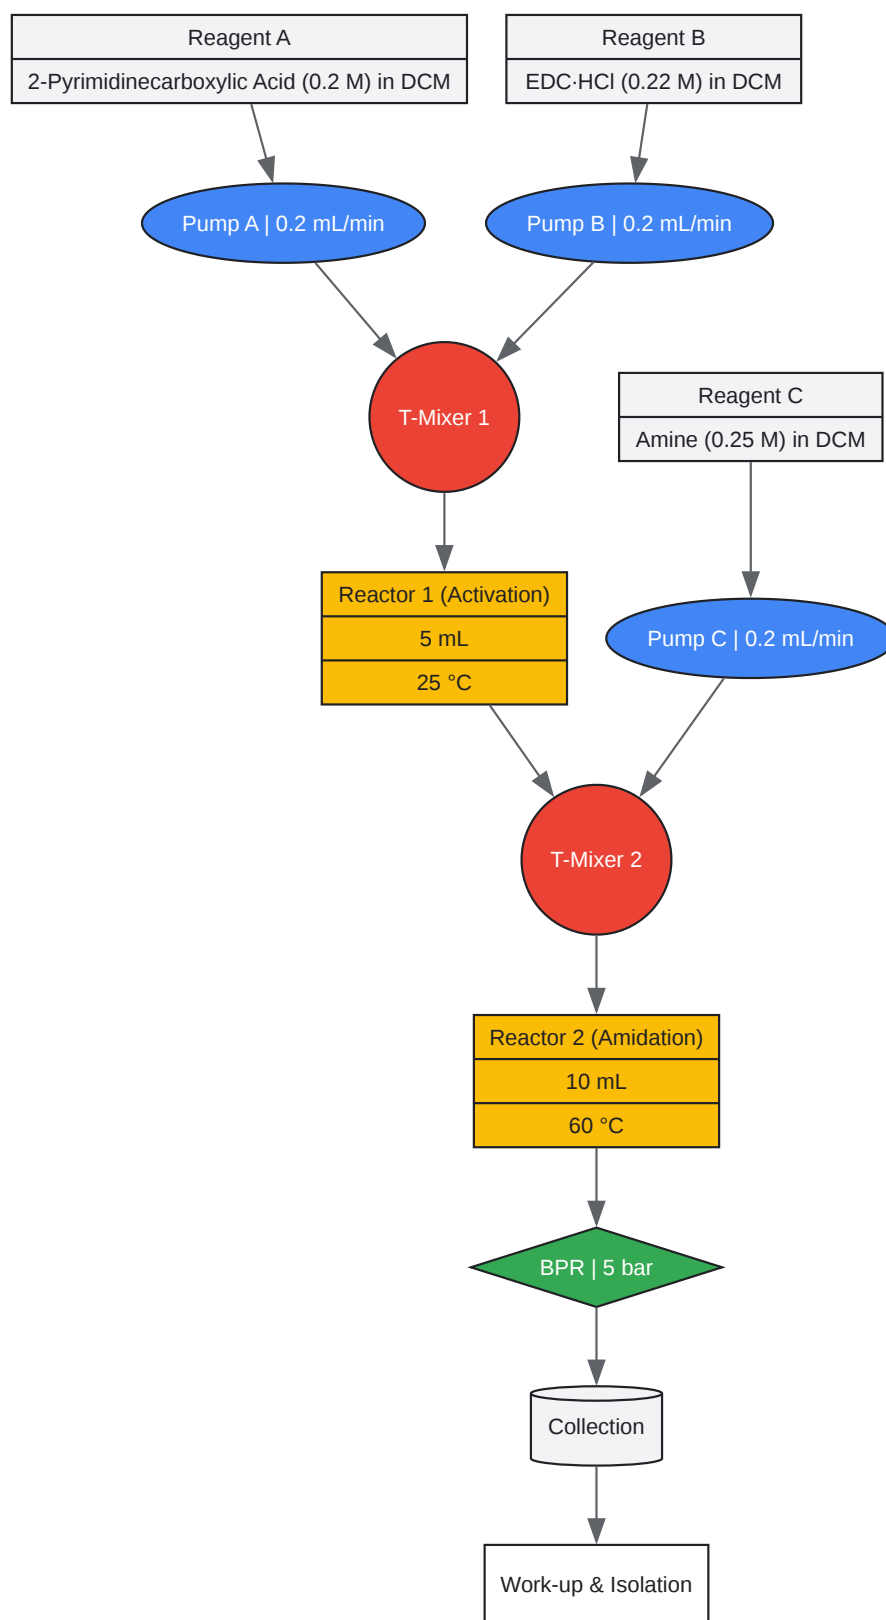 Reagent A
2-Pyrimidinecarboxylic Acid (0.2 M) in DCM
Reagent B
EDC·HCl (0.22 M) in DCM
Pump A | 0.2 mL/min
Pump B | 0.2 mL/min
T-Mixer 1
Reagent C
Amine (0.25 M) in DCM
Reactor 1 (Activation)
5 mL
25 °C
Pump C | 0.2 mL/min
T-Mixer 2
Reactor 2 (Amidation)
10 mL
60 °C
BPR | 5 bar
Collection
Work-up & Isolation